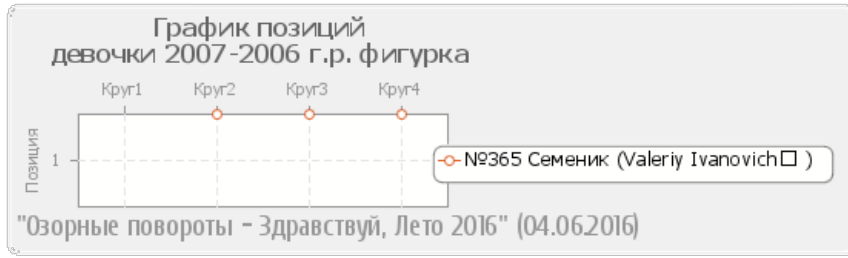 График позиций
девочки 2007-2006 г.р. фигурка
Круг1 Круг2 Круг3 Круг4
Позиция
1
№365 Семеник (Valeriy Ivanovich□ )
"Озорные повороты - Здравствуй, Лето 2016" (04.06.2016)